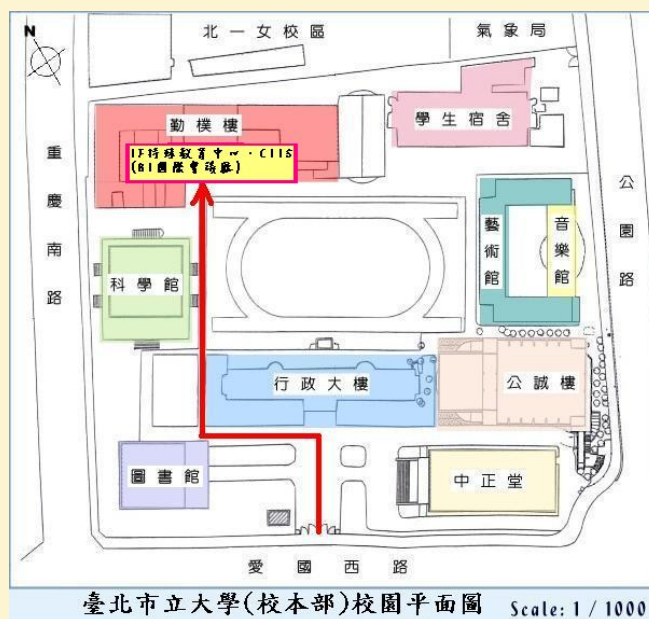 N
北一女校區
氣象局
勤樸樓
學生宿舍
1F特殊教育中心‧C115
(B1國際會議廳)
重慶南路
公園路
藝術館
音樂館
科學館
行政大樓
公誠樓
圖書館
中正堂
愛國西路
臺北市立大學(校本部)校園平面圖 Scale: 1 / 1000